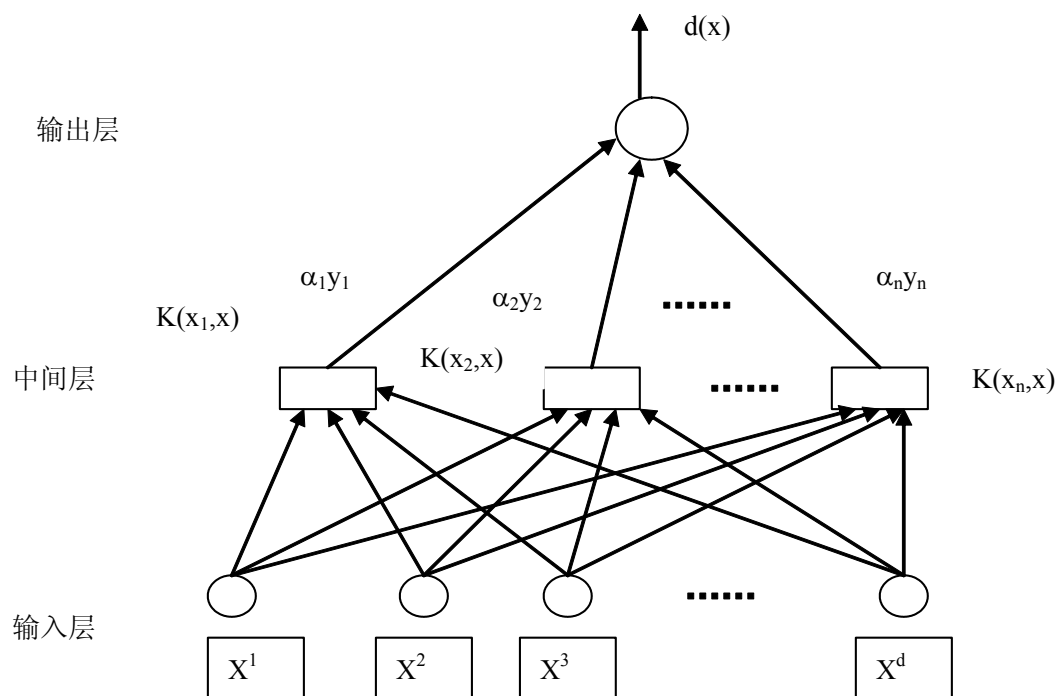 d(x)
输出层
α₁y₁
α₂y₂
αₙyₙ
K(x₁,x)
K(x₂,x)
中间层
K(xₙ,x)
输入层
X¹
X²
X³
Xᵈ